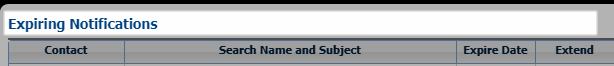 Expiring Notifications
Contact Search Name and Subject Expire Date Extend